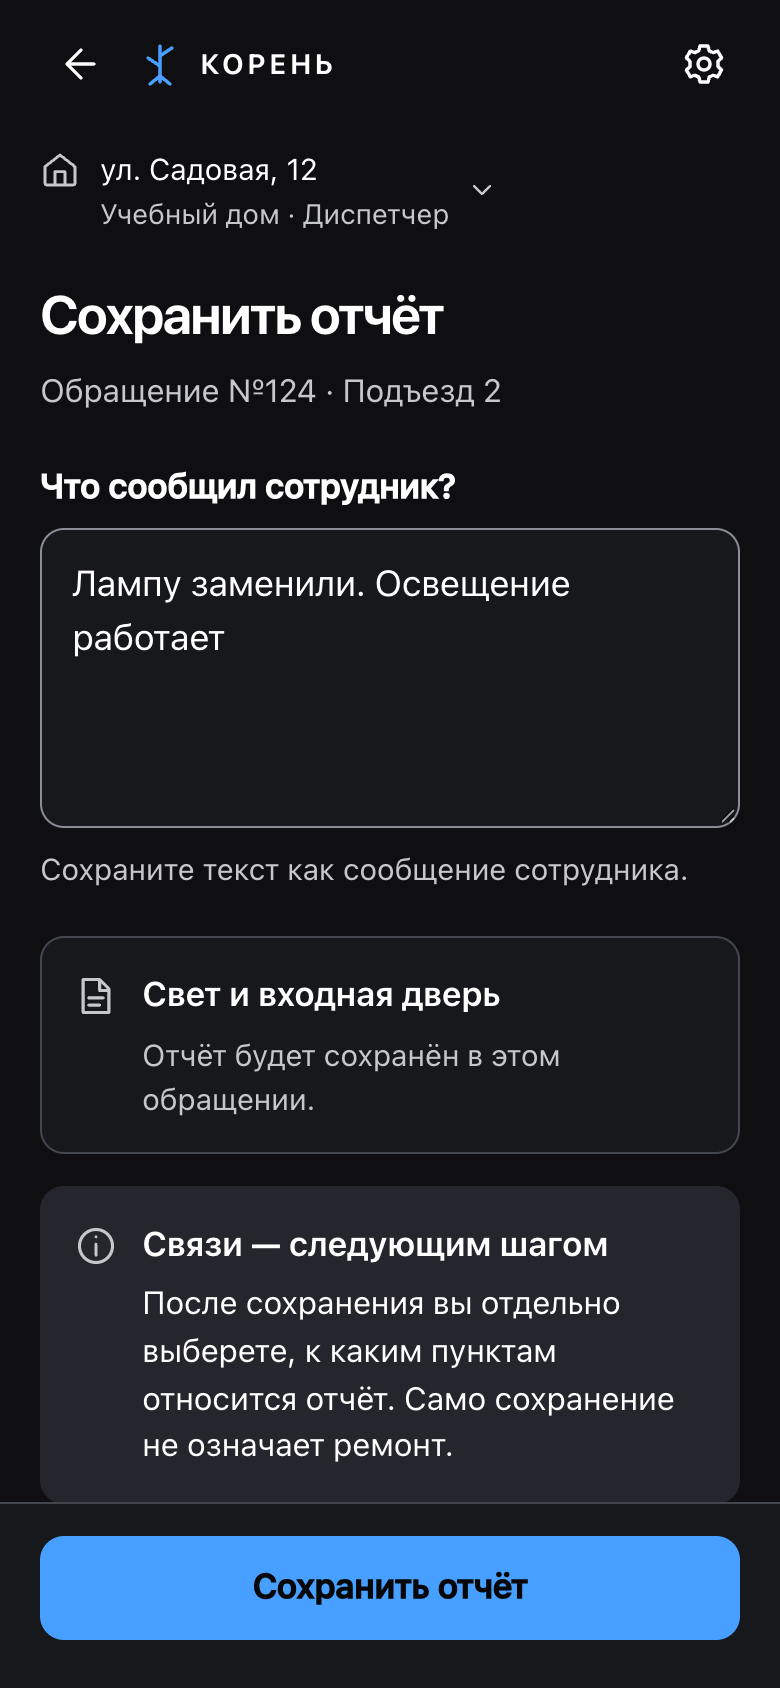 КОРЕНЬ
ул. Садовая, 12
Учебный дом · Диспетчер
Сохранить отчёт
Обращение №124 · Подъезд 2
Что сообщил сотрудник?
Лампу заменили. Освещение
работает
Сохраните текст как сообщение сотрудника.
Свет и входная дверь
Отчёт будет сохранён в этом
обращении.
Связи — следующим шагом
После сохранения вы отдельно
выберете, к каким пунктам
относится отчёт. Само сохранение
не означает ремонт.
Сохранить отчёт